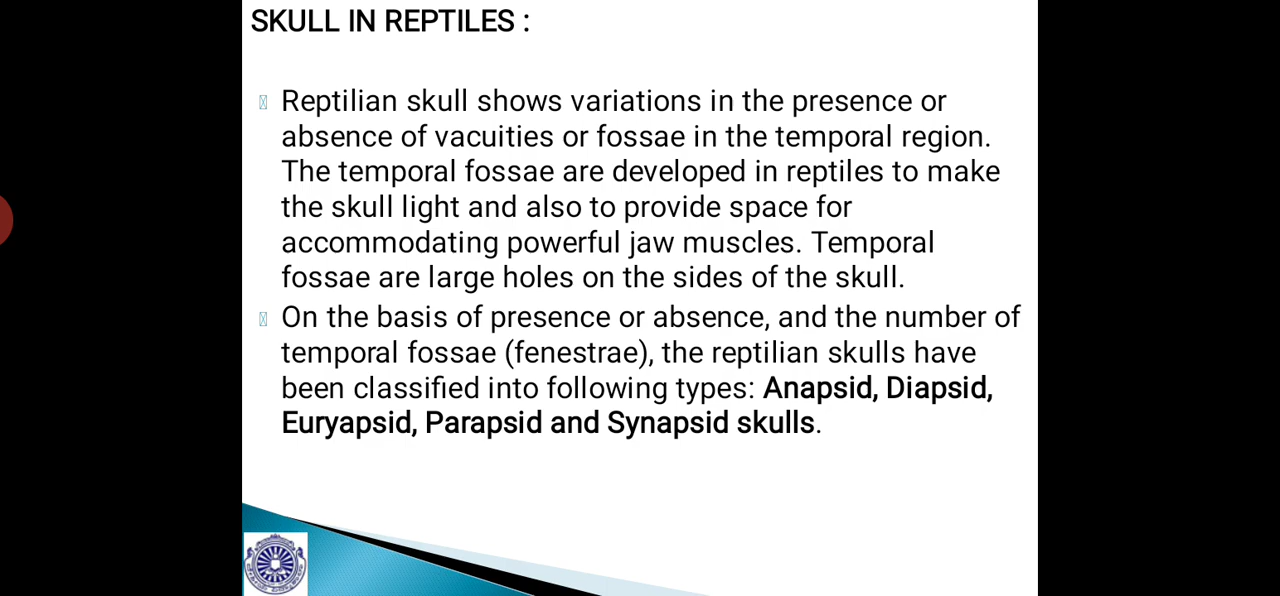 SKULL IN REPTILES :
Reptilian skull shows variations in the presence or
absence of vacuities or fossae in the temporal region.
The temporal fossae are developed in reptiles to make
the skull light and also to provide space for
accommodating powerful jaw muscles. Temporal
fossae are large holes on the sides of the skull.
On the basis of presence or absence, and the number of
temporal fossae (fenestrae), the reptilian skulls have
been classified into following types: Anapsid, Diapsid,
Euryapsid, Parapsid and Synapsid skulls.